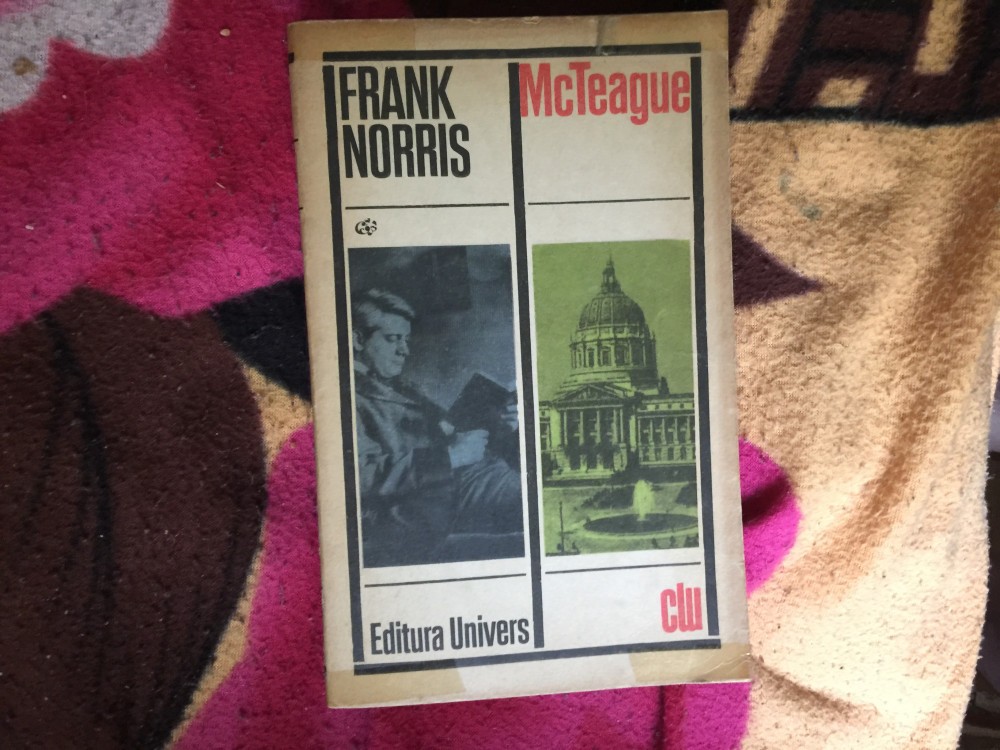 FRANK
NORRIS
McTeague
Editura Univers
clu